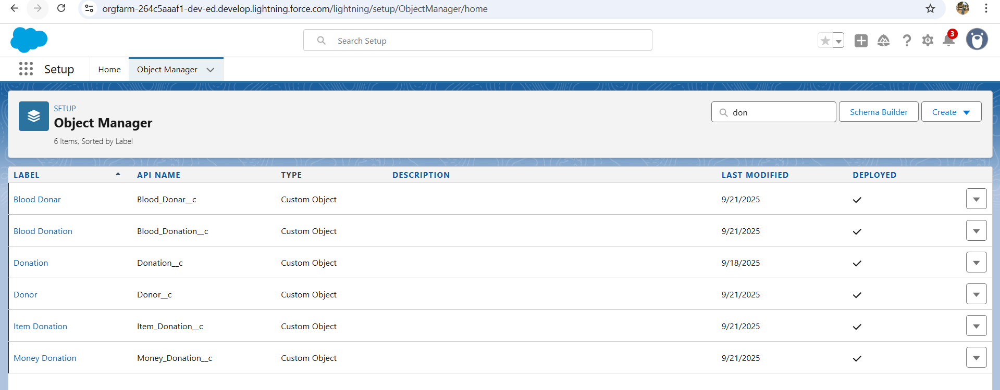 orgfarm-264c5aaaf1-dev-ed.develop.lightning.force.com/lightning/setup/ObjectManager/home
Search Setup
3
Setup Home Object Manager
SETUP
Object Manager
6 Items, Sorted by Label
don
Schema Builder
Create
LABEL API NAME TYPE DESCRIPTION LAST MODIFIED DEPLOYED
Blood Donar Blood_Donar__c Custom Object 9/21/2025
Blood Donation Blood_Donation__c Custom Object 9/21/2025
Donation Donation__c Custom Object 9/18/2025
Donor Donor__c Custom Object 9/21/2025
Item Donation Item_Donation__c Custom Object 9/21/2025
Money Donation Money_Donation__c Custom Object 9/21/2025